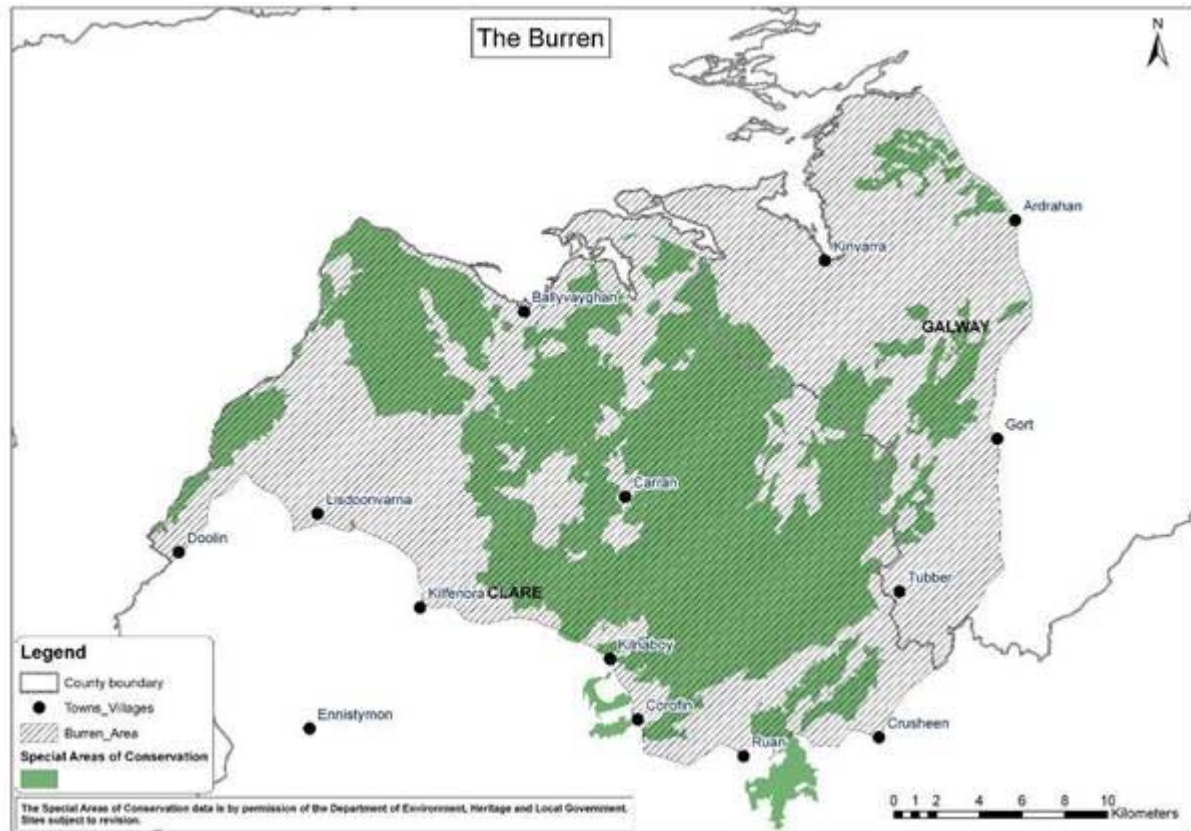 The Burren
N
Ardrahan
Kinvarra
Ballyvayghan
GALWAY
Gort
Carran
Lisdoonvarna
Doolin
Tubber
Kilfenora
CLARE
Kilnaboy
Corofin
Ennistymon
Ruan
Crusheen
Legend
County boundary
Towns_Villages
Burren_Area
Special Areas of Conservation
The Special Areas of Conservation data is by permission of the Department of Environment, Heritage and Local Government.
Sites subject to revision.
0 1 2 4 6 8 10
Kilometers